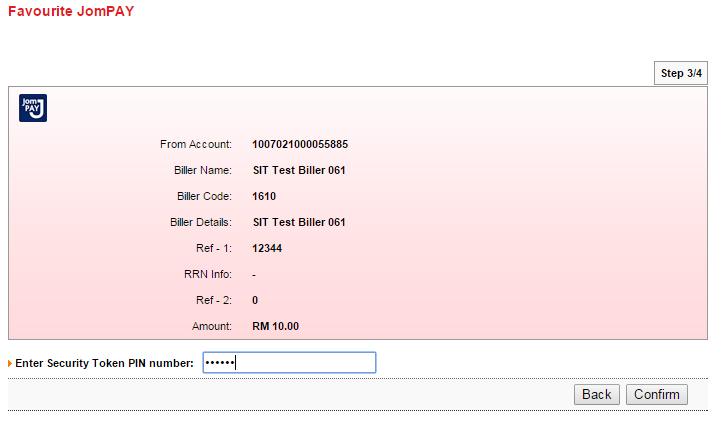 Favourite JomPAY
Step 3/4
Jom
PAY J
From Account: 1007021000055885
Biller Name: SIT Test Biller 061
Biller Code: 1610
Biller Details: SIT Test Biller 061
Ref - 1: 12344
RRN Info: -
Ref - 2: 0
Amount: RM 10.00
Enter Security Token PIN number: ••••••
Back Confirm